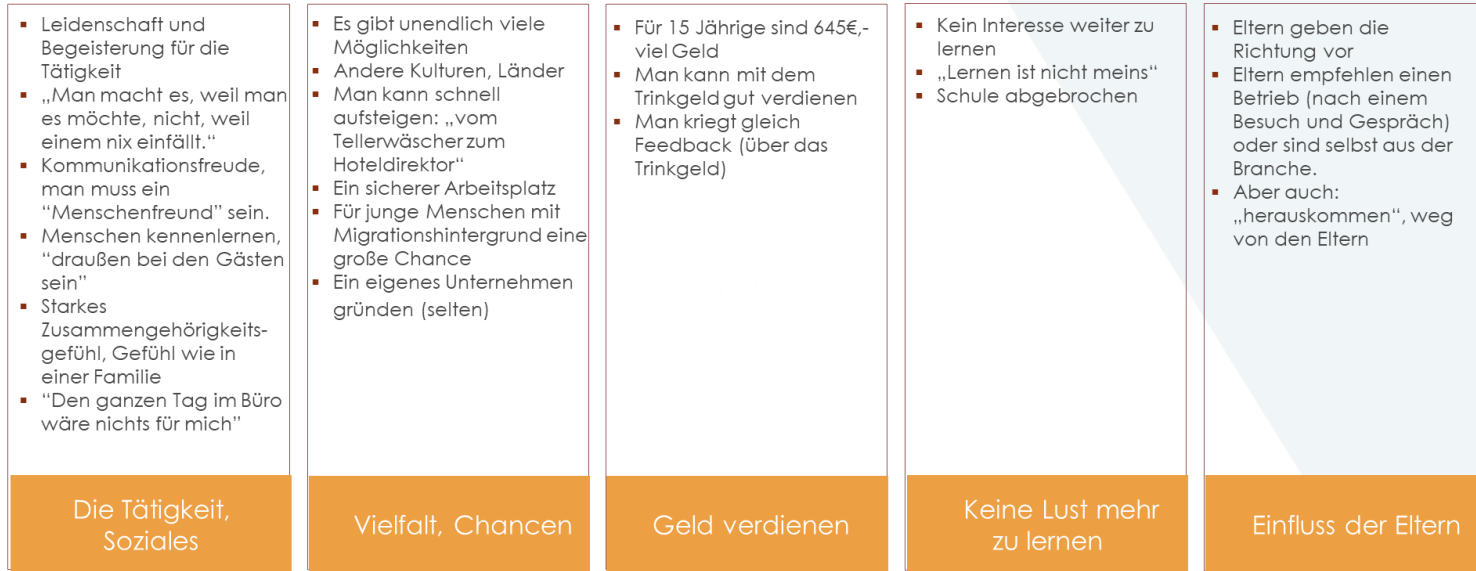 ▪ Leidenschaft und
Begeisterung für die
Tätigkeit
▪ „Man macht es, weil man
es möchte, nicht, weil
einem nix einfällt.“
▪ Kommunikationsfreude,
man muss ein
“Menschenfreund” sein.
▪ Menschen kennenlernen,
“draußen bei den Gästen
sein”
▪ Starkes
Zusammengehörigkeits-
gefühl, Gefühl wie in
einer Familie
▪ “Den ganzen Tag im Büro
wäre nichts für mich”
Die Tätigkeit,
Soziales
▪ Es gibt unendlich viele
Möglichkeiten
▪ Andere Kulturen, Länder
▪ Man kann schnell
aufsteigen: „vom
Tellerwäscher zum
Hoteldirektor“
▪ Ein sicherer Arbeitsplatz
▪ Für junge Menschen mit
Migrationshintergrund eine
große Chance
▪ Ein eigenes Unternehmen
gründen (selten)
Vielfalt, Chancen
▪ Für 15 Jährige sind 645€,-
viel Geld
▪ Man kann mit dem
Trinkgeld gut verdienen
▪ Man kriegt gleich
Feedback (über das
Trinkgeld)
Geld verdienen
▪ Kein Interesse weiter zu
lernen
▪ „Lernen ist nicht meins“
▪ Schule abgebrochen
Keine Lust mehr
zu lernen
▪ Eltern geben die
Richtung vor
▪ Eltern empfehlen einen
Betrieb (nach einem
Besuch und Gespräch)
oder sind selbst aus der
Branche.
▪ Aber auch:
„herauskommen“, weg
von den Eltern
Einfluss der Eltern